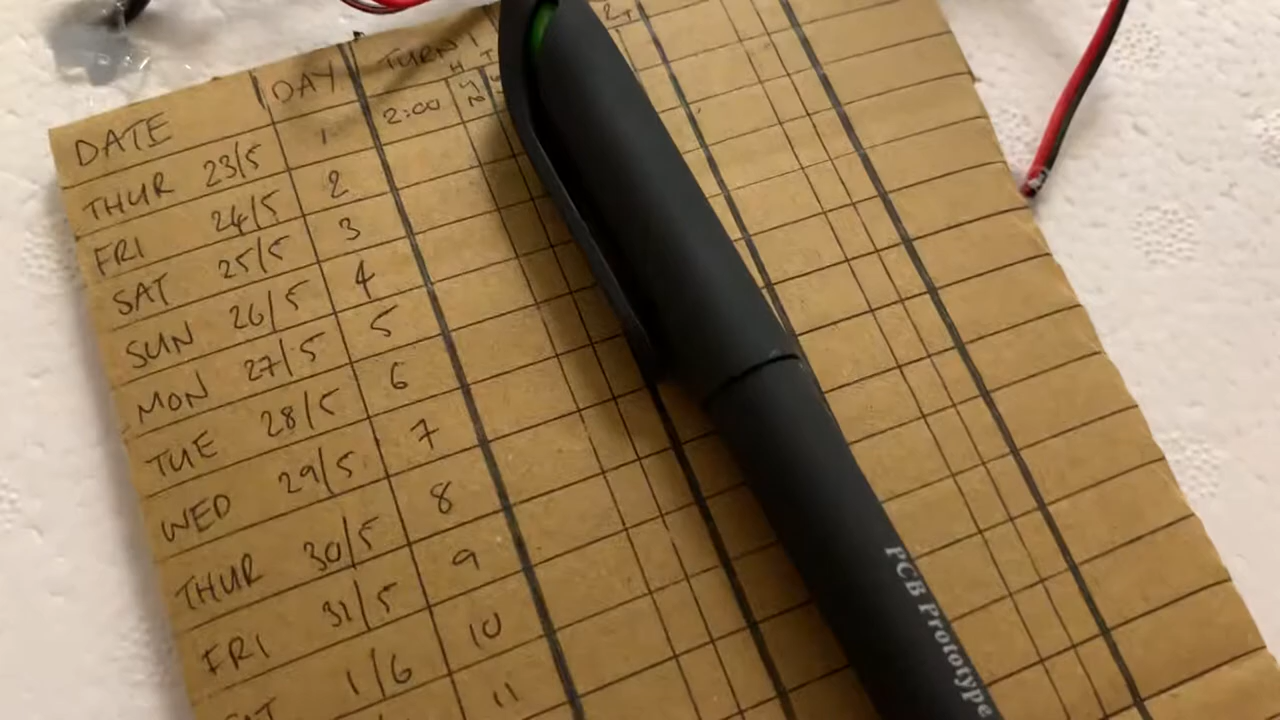 DATE DAY TURN 1
2:00
THUR 23/5 1
FRI 24/5 2
SAT 25/5 3
SUN 26/5 4
MON 27/5 5
TUE 28/5 6
WED 29/5 7
THUR 30/5 8
FRI 31/5 9
1/6 10
11
PCB Prototype